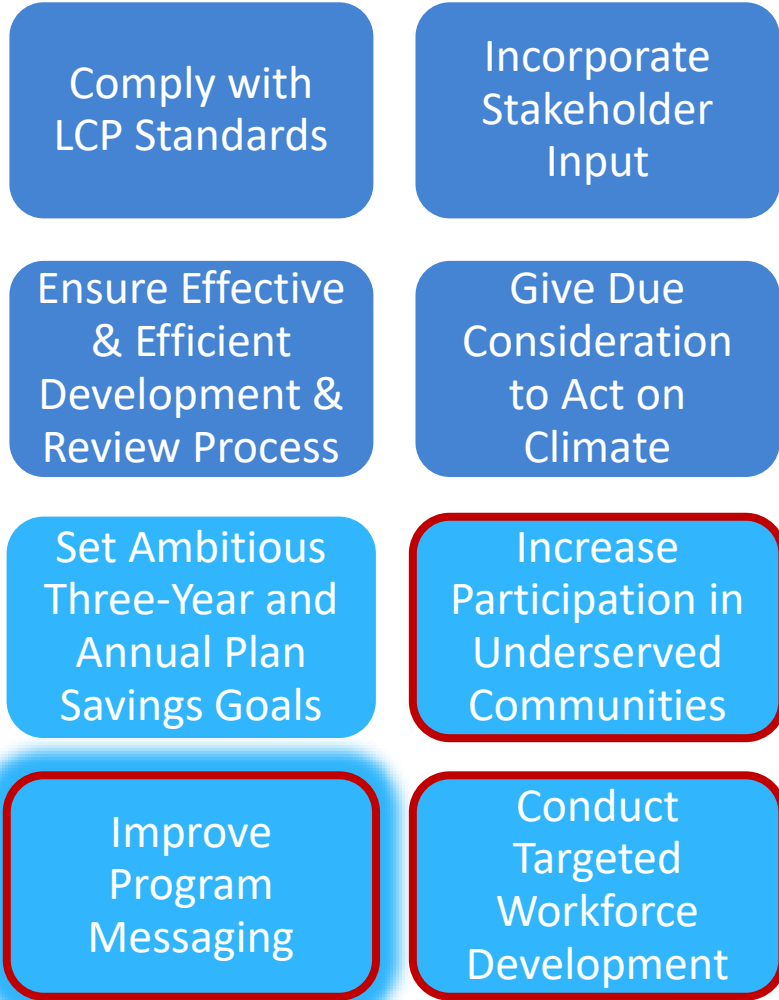 Comply with
LCP Standards
Incorporate
Stakeholder
Input
Ensure Effective
& Efficient
Development &
Review Process
Give Due
Consideration
to Act on
Climate
Set Ambitious
Three-Year and
Annual Plan
Savings Goals
Increase
Participation in
Underserved
Communities
Improve
Program
Messaging
Conduct
Targeted
Workforce
Development